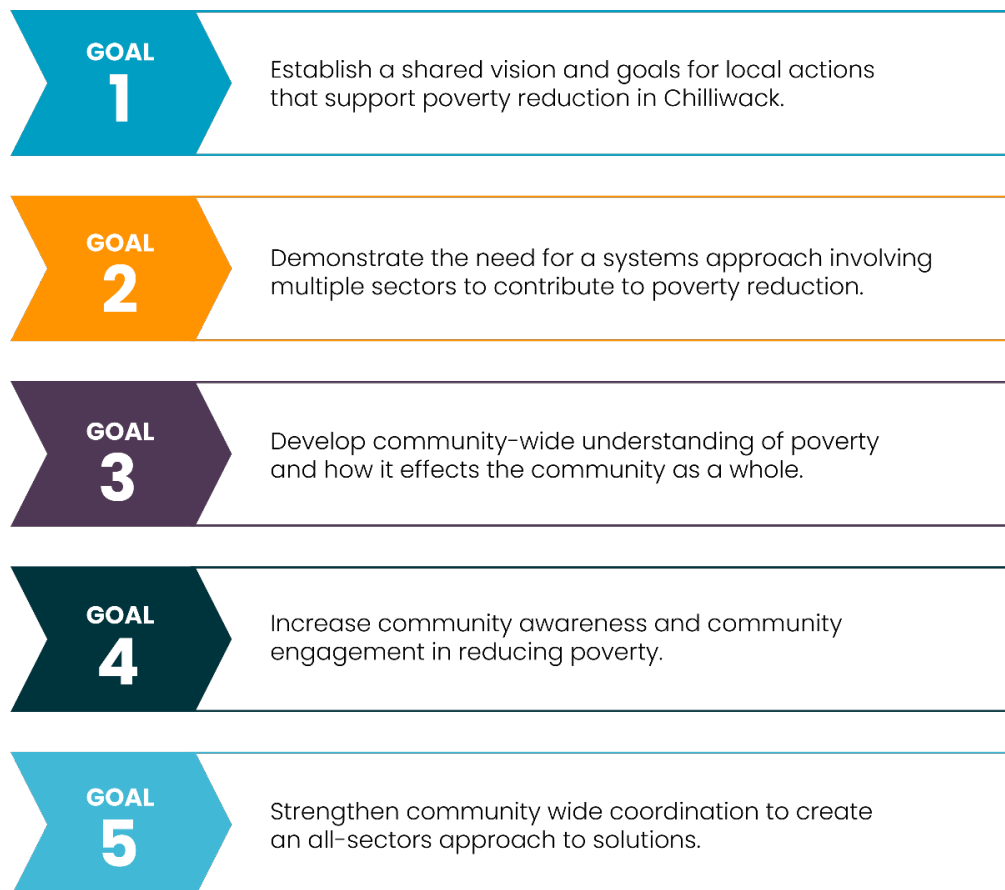 GOAL
1
Establish a shared vision and goals for local actions
that support poverty reduction in Chilliwack.
GOAL
2
Demonstrate the need for a systems approach involving
multiple sectors to contribute to poverty reduction.
GOAL
3
Develop community-wide understanding of poverty
and how it effects the community as a whole.
GOAL
4
Increase community awareness and community
engagement in reducing poverty.
GOAL
5
Strengthen community wide coordination to create
an all-sectors approach to solutions.